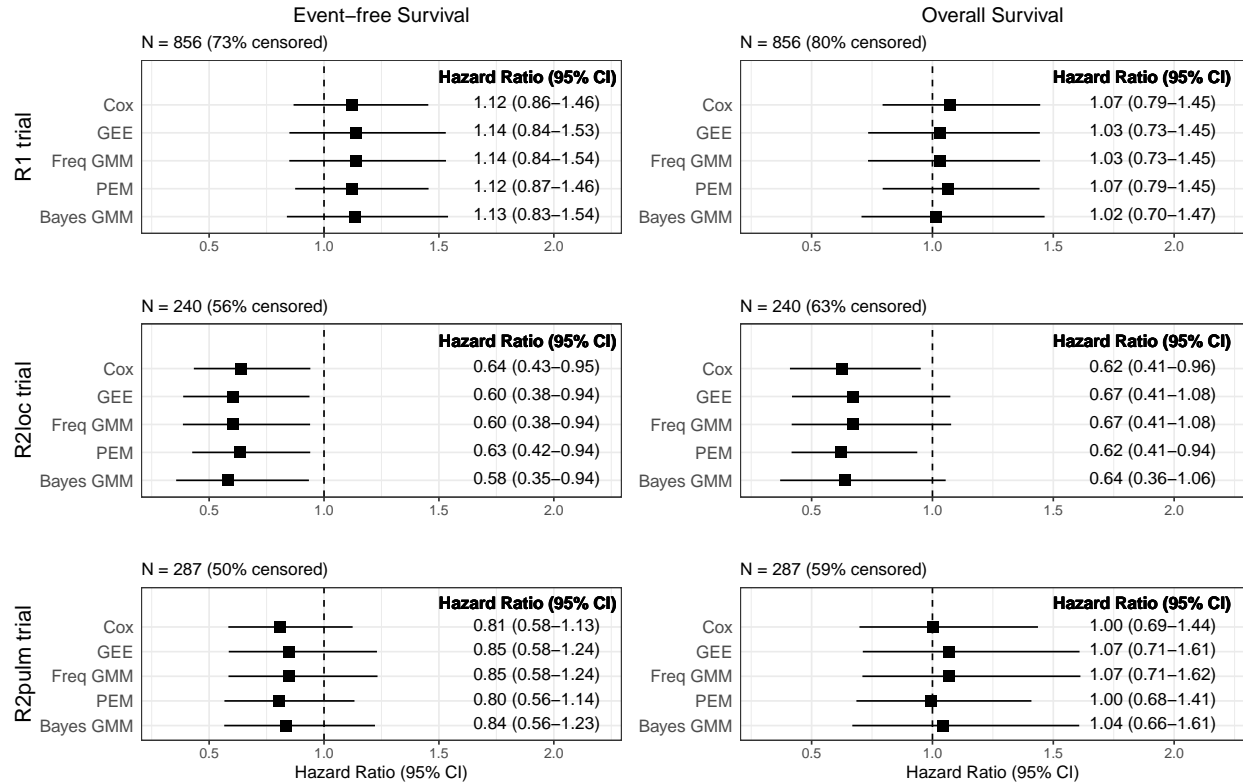 Event−free Survival
Overall Survival
R1 trial
N = 856 (73% censored)
Hazard Ratio (95% CI)
Cox 1.12 (0.86−1.46)
GEE 1.14 (0.84−1.53)
Freq GMM 1.14 (0.84−1.54)
PEM 1.12 (0.87−1.46)
Bayes GMM 1.13 (0.83−1.54)
0.5 1.0 1.5 2.0
N = 856 (80% censored)
Hazard Ratio (95% CI)
Cox 1.07 (0.79−1.45)
GEE 1.03 (0.73−1.45)
Freq GMM 1.03 (0.73−1.45)
PEM 1.07 (0.79−1.45)
Bayes GMM 1.02 (0.70−1.47)
0.5 1.0 1.5 2.0
R2loc trial
N = 240 (56% censored)
Hazard Ratio (95% CI)
Cox 0.64 (0.43−0.95)
GEE 0.60 (0.38−0.94)
Freq GMM 0.60 (0.38−0.94)
PEM 0.63 (0.42−0.94)
Bayes GMM 0.58 (0.35−0.94)
0.5 1.0 1.5 2.0
N = 240 (63% censored)
Hazard Ratio (95% CI)
Cox 0.62 (0.41−0.96)
GEE 0.67 (0.41−1.08)
Freq GMM 0.67 (0.41−1.08)
PEM 0.62 (0.41−0.94)
Bayes GMM 0.64 (0.36−1.06)
0.5 1.0 1.5 2.0
R2pulm trial
N = 287 (50% censored)
Hazard Ratio (95% CI)
Cox 0.81 (0.58−1.13)
GEE 0.85 (0.58−1.24)
Freq GMM 0.85 (0.58−1.24)
PEM 0.80 (0.56−1.14)
Bayes GMM 0.84 (0.56−1.23)
0.5 1.0 1.5 2.0
Hazard Ratio (95% CI)
N = 287 (59% censored)
Hazard Ratio (95% CI)
Cox 1.00 (0.69−1.44)
GEE 1.07 (0.71−1.61)
Freq GMM 1.07 (0.71−1.62)
PEM 1.00 (0.68−1.41)
Bayes GMM 1.04 (0.66−1.61)
0.5 1.0 1.5 2.0
Hazard Ratio (95% CI)